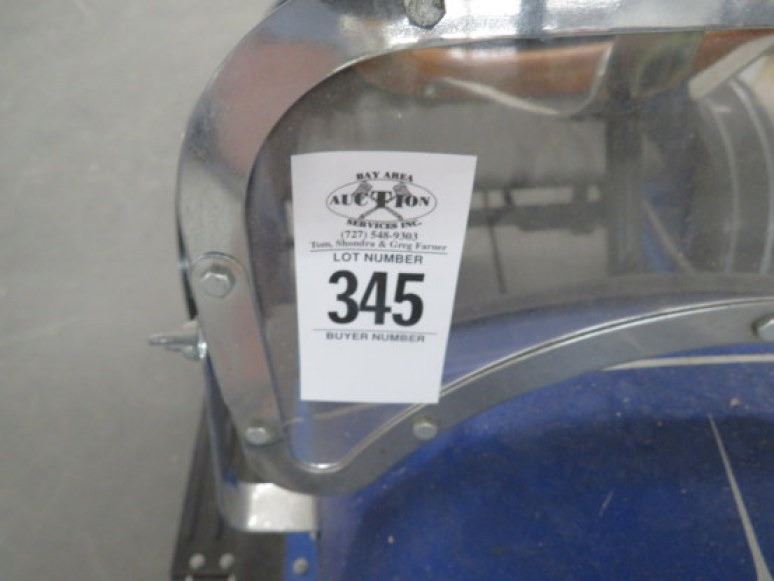 BAY AREA
AUCTION
SERVICES INC.
(727) 548-9303
Tom, Shondra & Greg Farner
LOT NUMBER
345
BUYER NUMBER